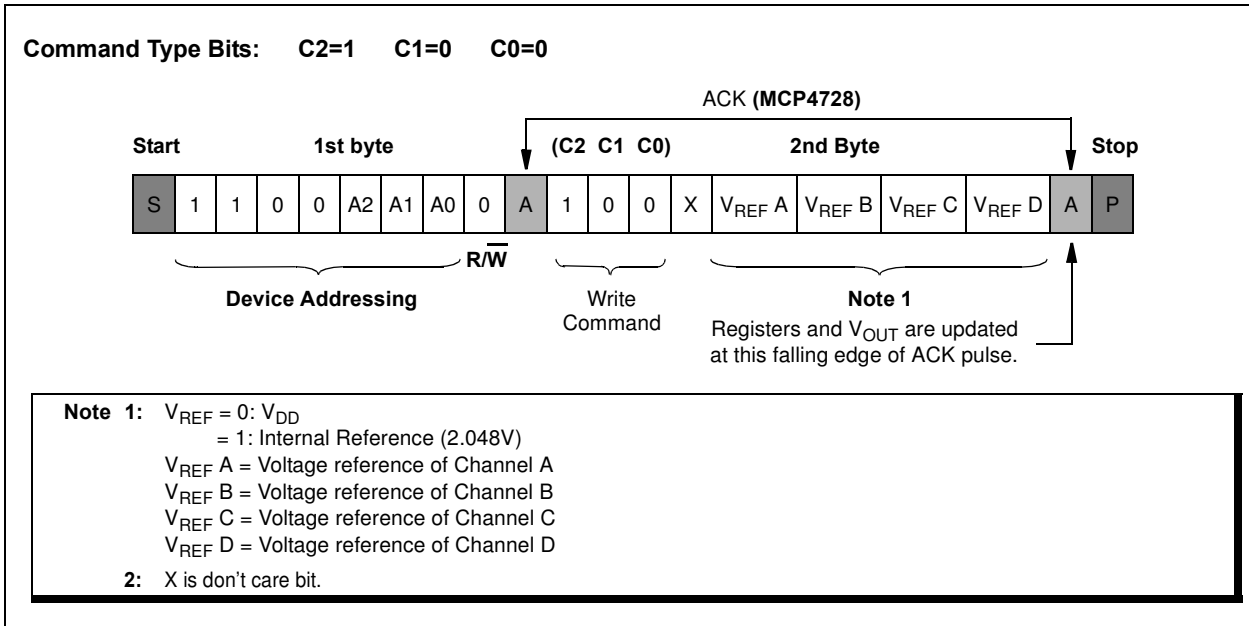 Command Type Bits: C2=1 C1=0 C0=0
ACK (MCP4728)
Start 1st byte (C2 C1 C0) 2nd Byte Stop
S 1 1 0 0 A2 A1 A0 0 A 1 0 0 X VREF A VREF B VREF C VREF D A P
R/W̅
Device Addressing Write Note 1
Command Registers and VOUT are updated
at this falling edge of ACK pulse.
Note 1: VREF = 0: VDD
= 1: Internal Reference (2.048V)
VREF A = Voltage reference of Channel A
VREF B = Voltage reference of Channel B
VREF C = Voltage reference of Channel C
VREF D = Voltage reference of Channel D
2: X is don't care bit.